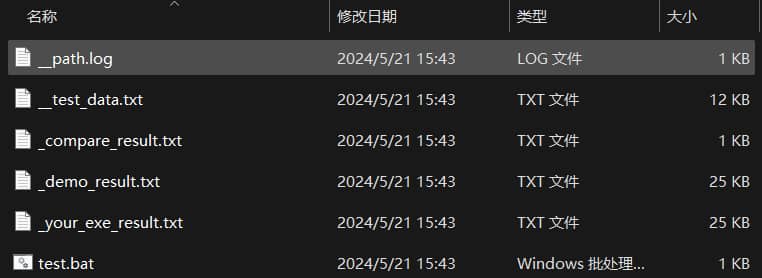 名称 修改日期 类型 大小
__path.log 2024/5/21 15:43 LOG 文件 1 KB
__test_data.txt 2024/5/21 15:43 TXT 文件 12 KB
_compare_result.txt 2024/5/21 15:43 TXT 文件 1 KB
_demo_result.txt 2024/5/21 15:43 TXT 文件 25 KB
_your_exe_result.txt 2024/5/21 15:43 TXT 文件 25 KB
test.bat 2024/5/21 15:43 Windows 批处理... 1 KB